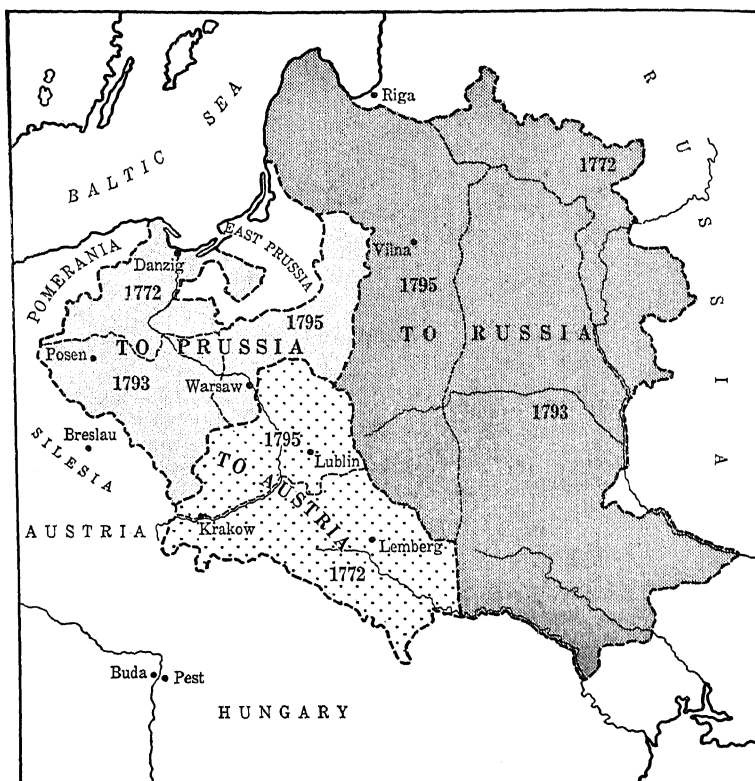 RUSSIA
Riga
BALTIC SEA
1772
EAST PRUSSIA
POMERANIA
Danzig
Vilna
1772
1795
1795
TO PRUSSIA
TO RUSSIA
Posen
1793
Warsaw
1793
Breslau
SILESIA
1795
Lublin
TO AUSTRIA
AUSTRIA
Krakow
Lemberg
1772
Buda
Pest
HUNGARY